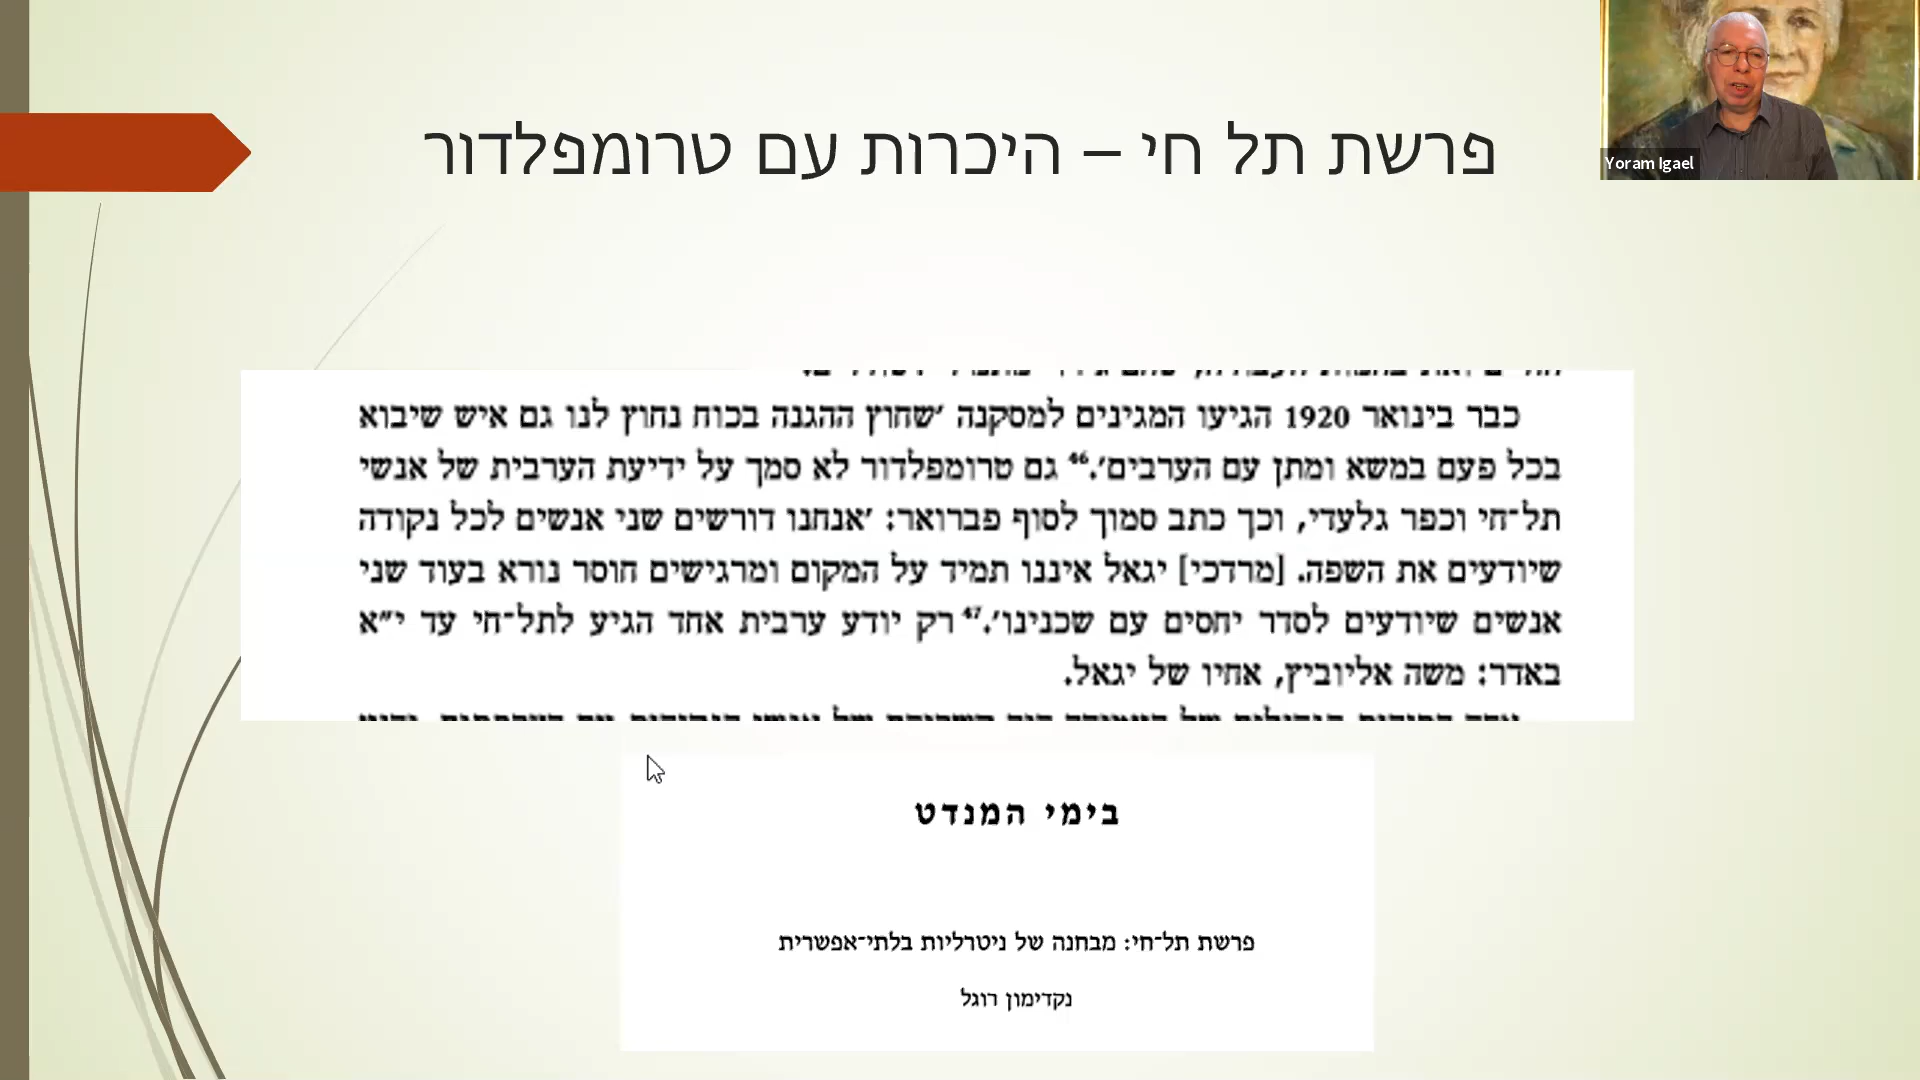 פרשת תל חי – היכרות עם טרומפלדור
Yoram Igael
כבר בינואר 1920 הגיעו המגינים למסקנה ׳שחוץ ההגנה בכוח נחוץ לנו גם איש שיבוא
בכל פעם במשא ומתן עם הערבים׳.46 גם טרומפלדור לא סמך על ידיעת הערבית של אנשי
תל־חי וכפר גלעדי, וכך כתב סמוך לסוף פברואר: ׳אנחנו דורשים שני אנשים לכל נקודה
שיודעים את השפה. [מרדכי] יגאל איננו תמיד על המקום ומרגישים חוסר נורא בעוד שני
אנשים שיודעים לסדר יחסים עם שכנינו׳.47 רק יודע ערבית אחד הגיע לתל־חי עד י״א
באדר: משה אליוביץ, אחיו של יגאל.
בימי המנדט
פרשת תל־חי: מבחנה של ניטרליות בלתי־אפשרית
נקדימון רוגל